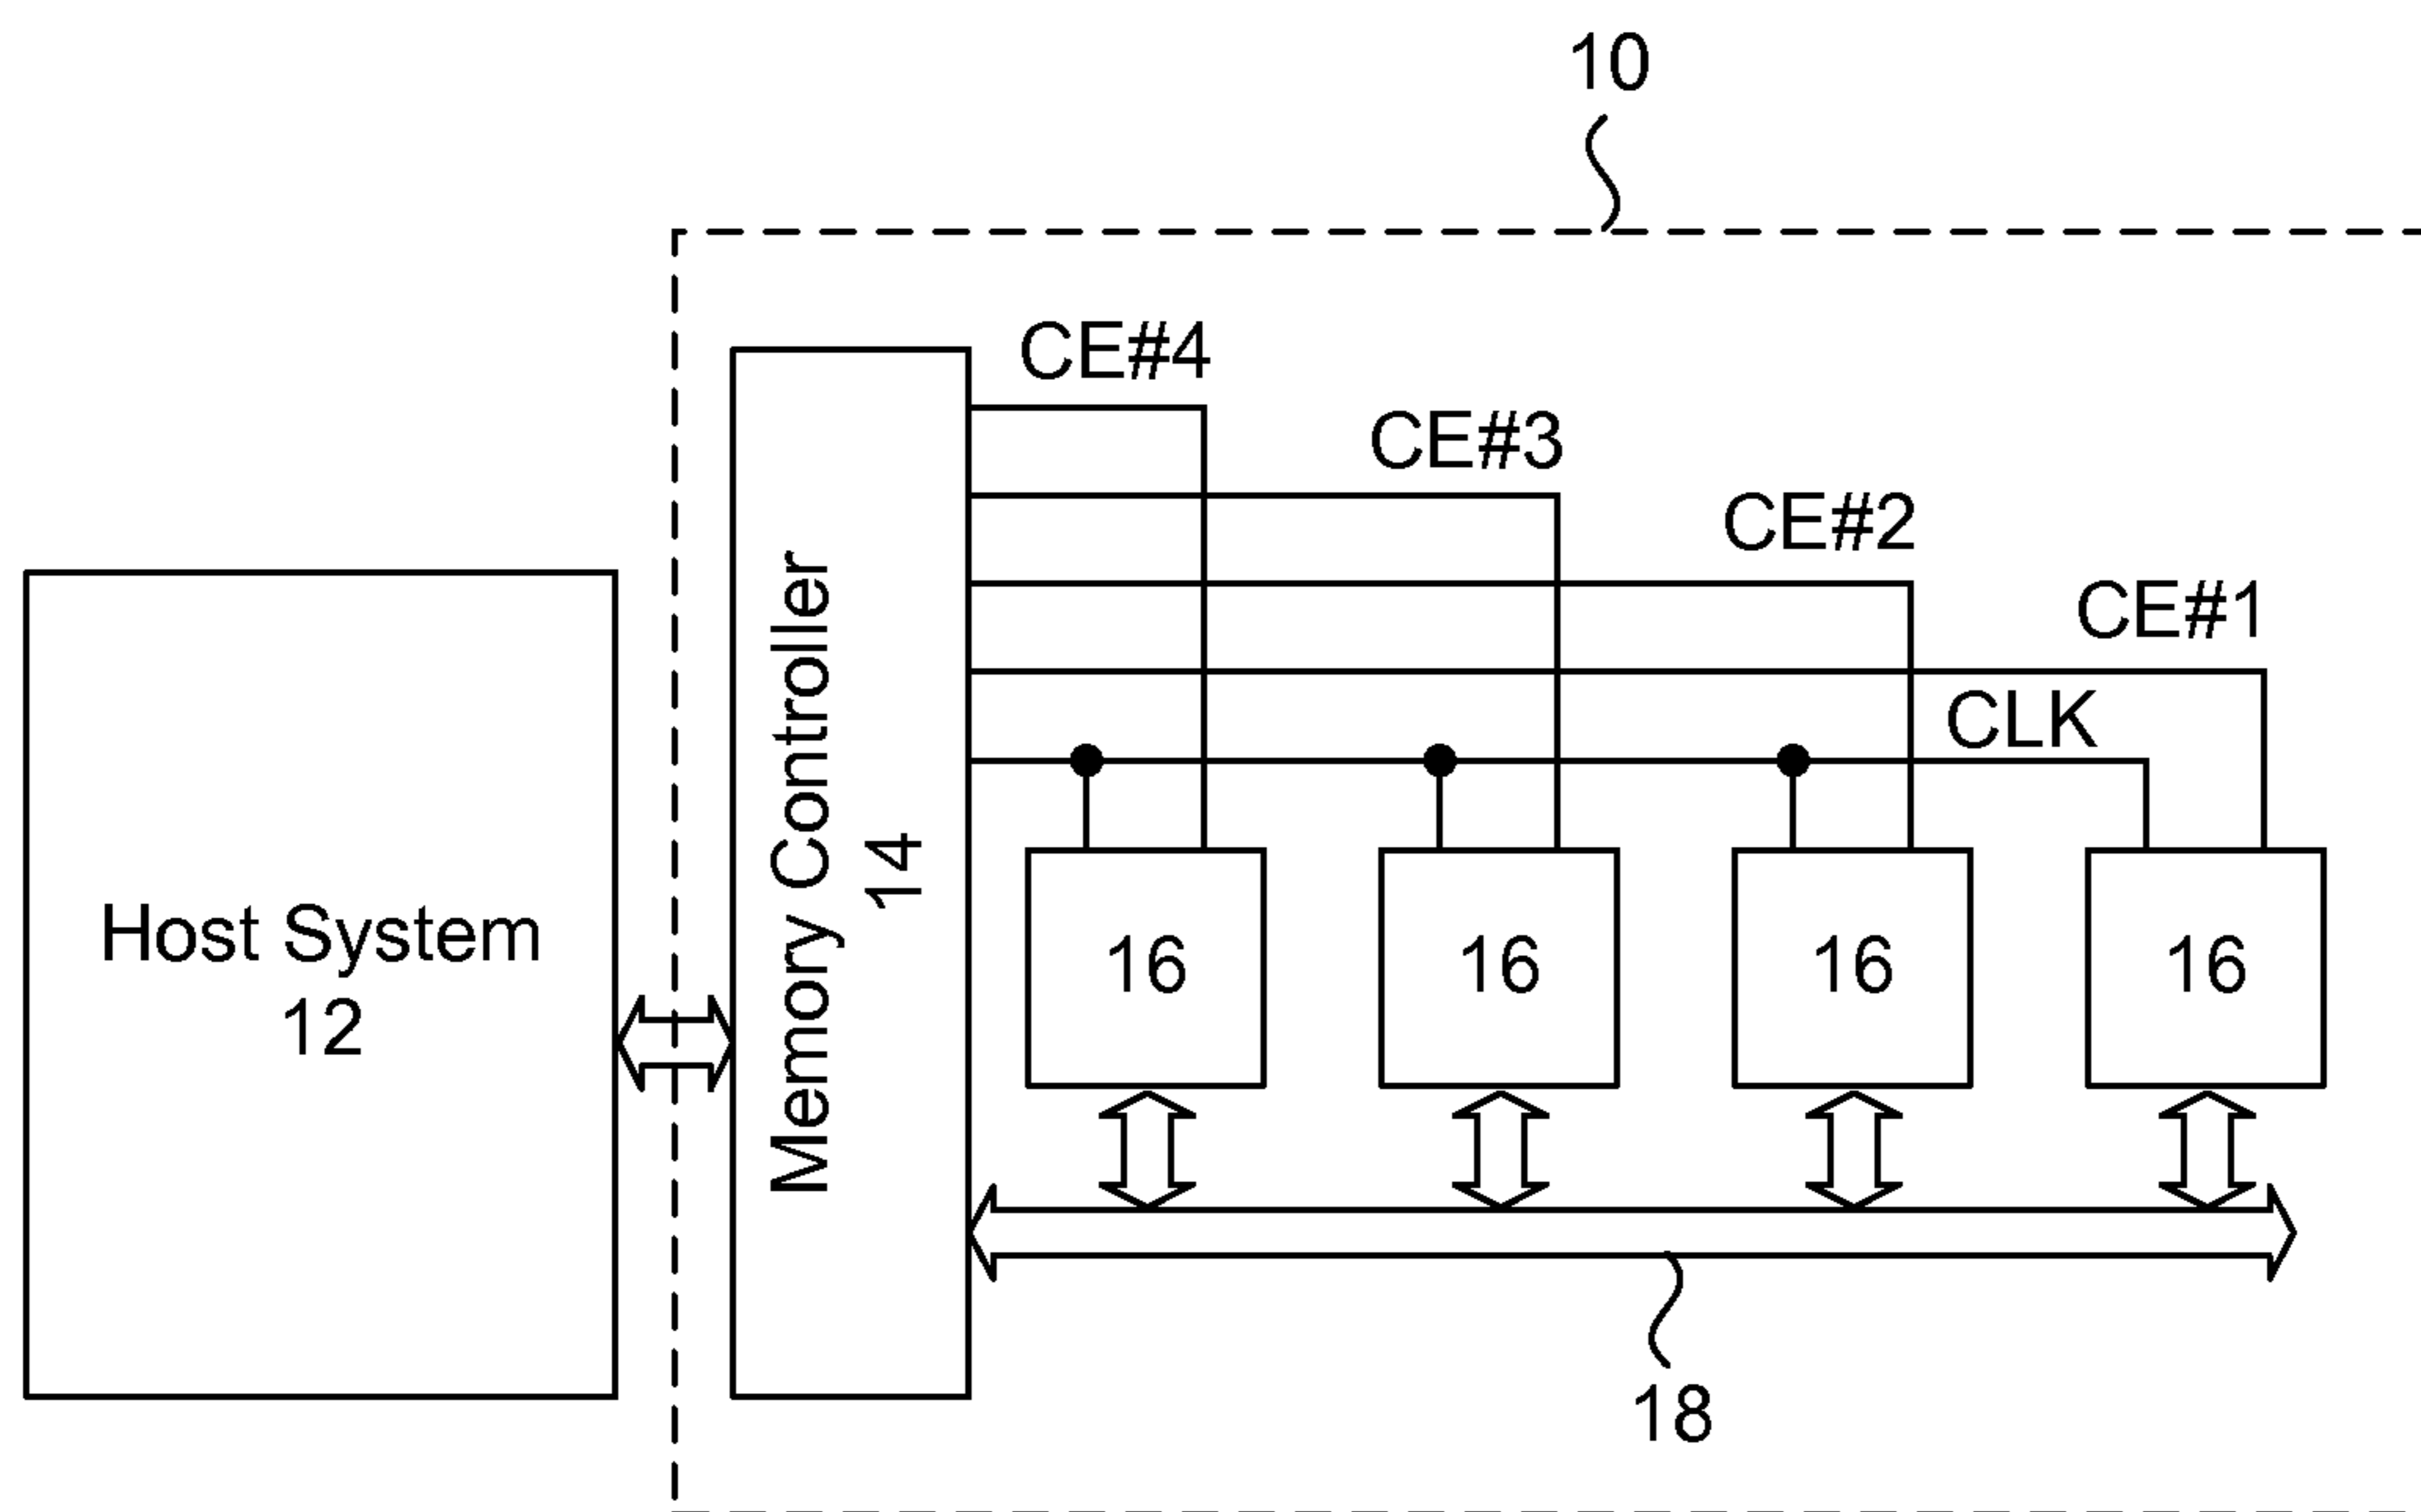 10
CE#4
CE#3
CE#2
CE#1
CLK
Memory Controller
14
Host System
12
16
16
16
16
18